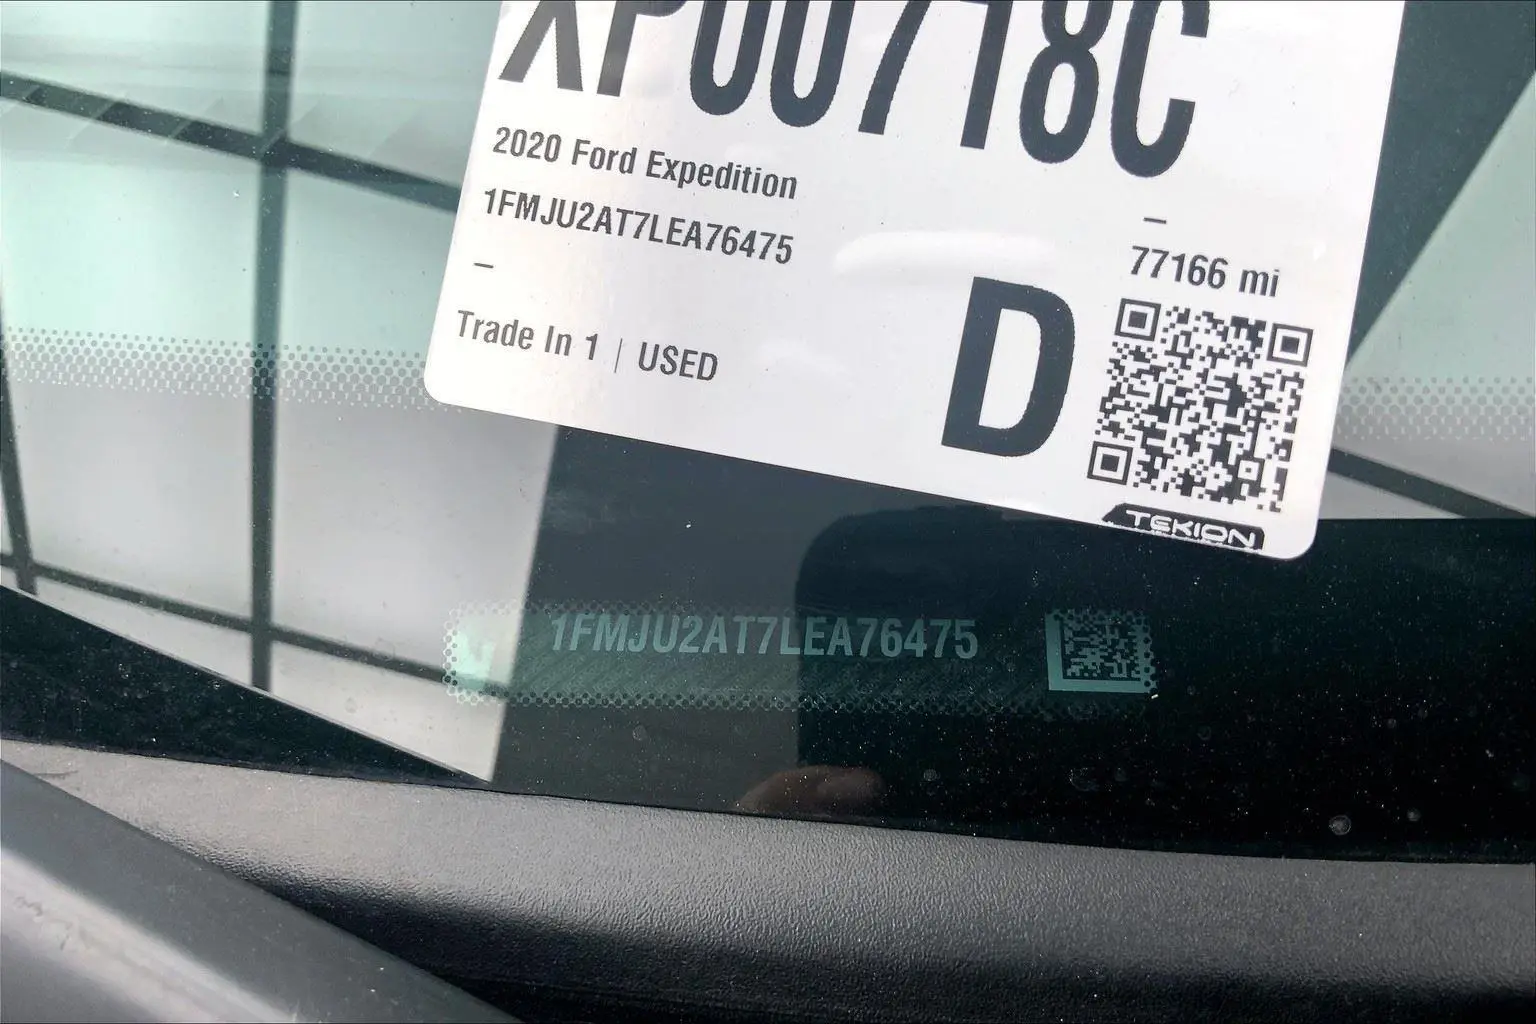 XP00718C
2020 Ford Expedition
1FMJU2AT7LEA76475
–
–
77166 mi
Trade In 1 | USED
D
TEKION
1FMJU2AT7LEA76475